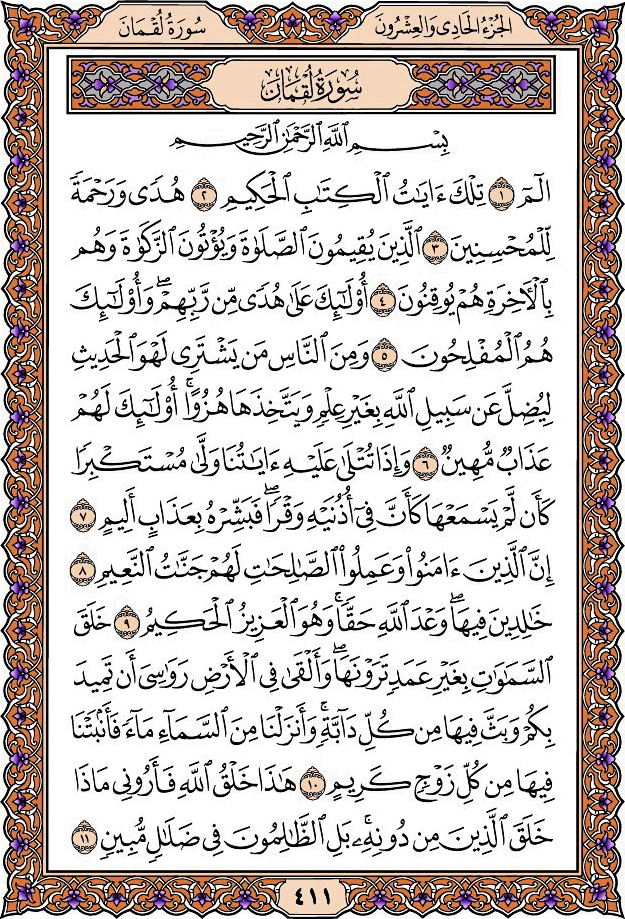 سُورَةُ لُقۡمَانَ
الجُزۡءُ الحَادِى وَالعِشۡرُونَ
سُورَةُ لُقۡمَانَ
بِسۡمِ ٱللَّهِ ٱلرَّحۡمَٰنِ ٱلرَّحِيمِ
الٓمٓ ١ تِلۡكَ ءَايَٰتُ ٱلۡكِتَٰبِ ٱلۡحَكِيمِ ٢ هُدٗى وَرَحۡمَةٗ
لِّلۡمُحۡسِنِينَ ٣ ٱلَّذِينَ يُقِيمُونَ ٱلصَّلَوٰةَ وَيُؤۡتُونَ ٱلزَّكَوٰةَ وَهُم
بِٱلۡأٓخِرَةِ هُمۡ يُوقِنُونَ ٤ أُوْلَٰٓئِكَ عَلَىٰ هُدٗى مِّن رَّبِّهِمۡۖ وَأُوْلَٰٓئِكَ
هُمُ ٱلۡمُفۡلِحُونَ ٥ وَمِنَ ٱلنَّاسِ مَن يَشۡتَرِي لَهۡوَ ٱلۡحَدِيثِ
لِيُضِلَّ عَن سَبِيلِ ٱللَّهِ بِغَيۡرِ عِلۡمٖ وَيَتَّخِذَهَا هُزُوًاۚ أُوْلَٰٓئِكَ لَهُمۡ
عَذَابٞ مُّهِينٞ ٦ وَإِذَا تُتۡلَىٰ عَلَيۡهِ ءَايَٰتُنَا وَلَّىٰ مُسۡتَكۡبِرٗا
كَأَن لَّمۡ يَسۡمَعۡهَا كَأَنَّ فِيٓ أُذُنَيۡهِ وَقۡرٗاۖ فَبَشِّرۡهُ بِعَذَابٍ أَلِيمٍ ٧
إِنَّ ٱلَّذِينَ ءَامَنُواْ وَعَمِلُواْ ٱلصَّٰلِحَٰتِ لَهُمۡ جَنَّٰتُ ٱلنَّعِيمِ ٨
خَٰلِدِينَ فِيهَاۖ وَعۡدَ ٱللَّهِ حَقّٗاۚ وَهُوَ ٱلۡعَزِيزُ ٱلۡحَكِيمُ ٩ خَلَقَ
ٱلسَّمَٰوَٰتِ بِغَيۡرِ عَمَدٖ تَرَوۡنَهَاۖ وَأَلۡقَىٰ فِي ٱلۡأَرۡضِ رَوَٰسِيَ أَن تَمِيدَ
بِكُمۡ وَبَثَّ فِيهَا مِن كُلِّ دَآبَّةٖۚ وَأَنزَلۡنَا مِنَ ٱلسَّمَآءِ مَآءٗ فَأَنۢبَتۡنَا
فِيهَا مِن كُلِّ زَوۡجٖ كَرِيمٍ ١٠ هَٰذَا خَلۡقُ ٱللَّهِ فَأَرُونِي مَاذَا
خَلَقَ ٱلَّذِينَ مِن دُونِهِۦۚ بَلِ ٱلظَّٰلِمُونَ فِي ضَلَٰلٖ مُّبِينٖ ١١
٤١١